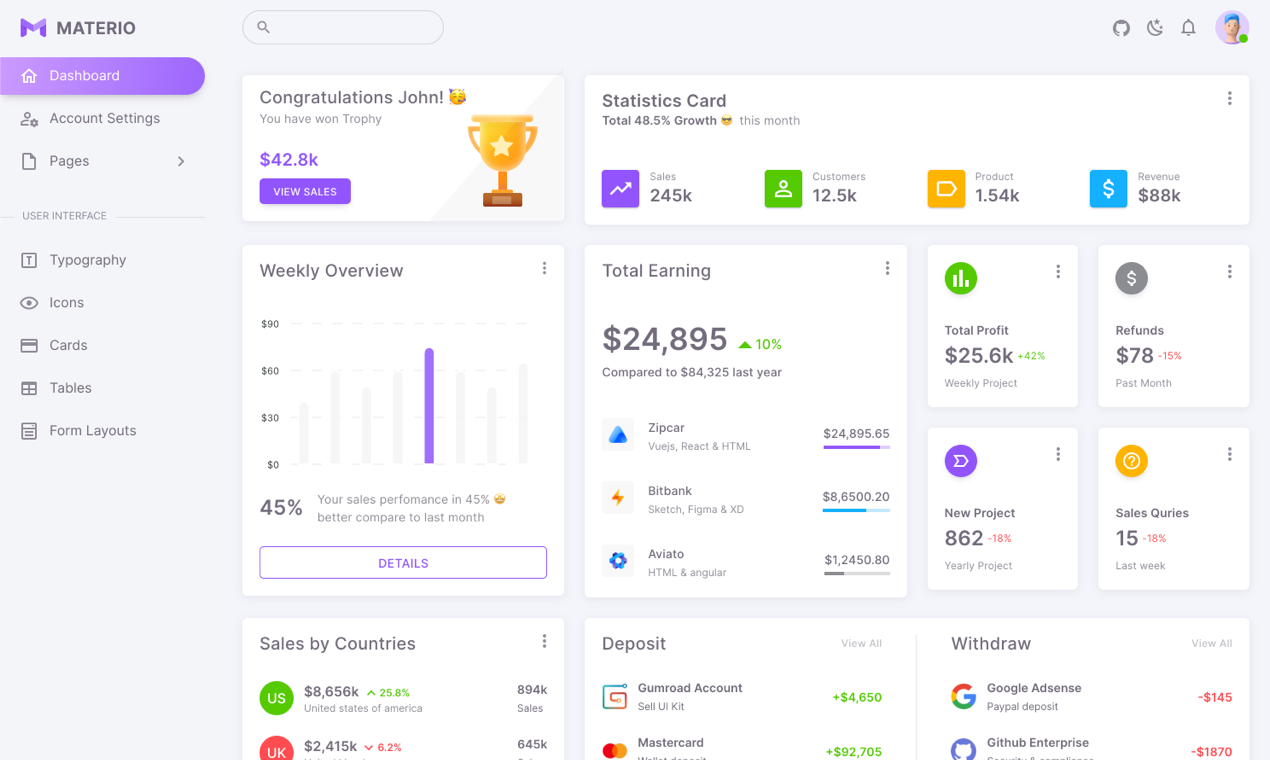 MATERIO
Dashboard
Account Settings
Pages
USER INTERFACE
Typography
Icons
Cards
Tables
Form Layouts
Congratulations John! 🥳
You have won Trophy
$42.8k
VIEW SALES
Statistics Card
Total 48.5% Growth 😎 this month
Sales
245k
Customers
12.5k
Product
1.54k
Revenue
$88k
Weekly Overview
$90
$60
$30
$0
45%
Your sales perfomance in 45% 🤩
better compare to last month
DETAILS
Total Earning
$24,895
10%
Compared to $84,325 last year
Zipcar
Vuejs, React & HTML
$24,895.65
Bitbank
Sketch, Figma & XD
$8,6500.20
Aviato
HTML & angular
$1,2450.80
Total Profit
$25.6k +42%
Weekly Project
Refunds
$78 -15%
Past Month
New Project
862 -18%
Yearly Project
Sales Quries
15 -18%
Last week
Sales by Countries
US
$8,656k 25.8%
United states of america
894k
Sales
UK
$2,415k 6.2%
645k
Deposit
View All
Gumroad Account
Sell UI Kit
+$4,650
Mastercard
Wallet deposit
+$92,705
Withdraw
View All
Google Adsense
Paypal deposit
-$145
Github Enterprise
Security & compliance
-$1870